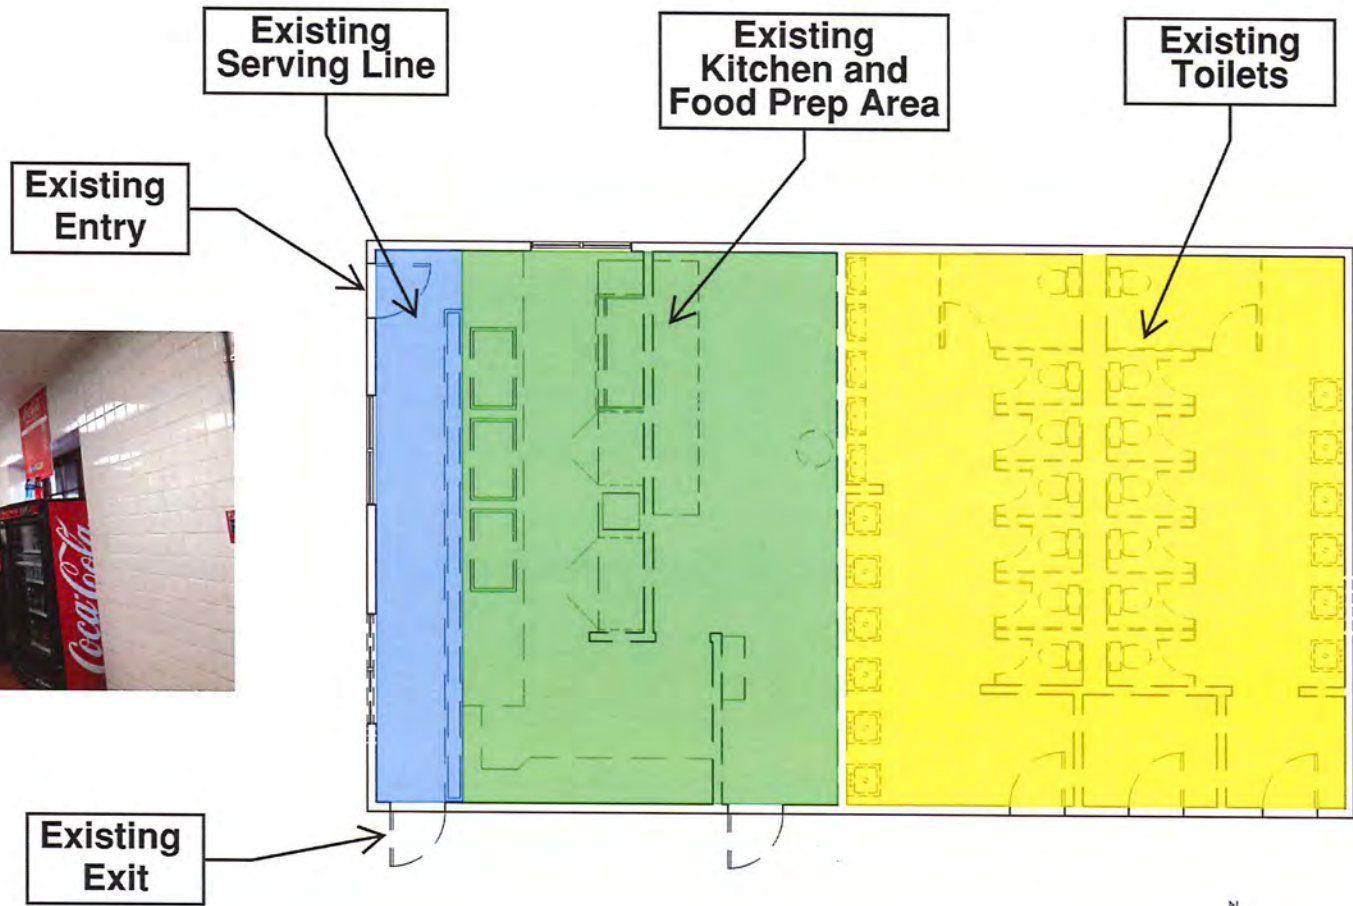 Existing
Serving Line
Existing
Kitchen and
Food Prep Area
Existing
Toilets
Existing
Entry
Coca-Cola
Existing
Exit
N